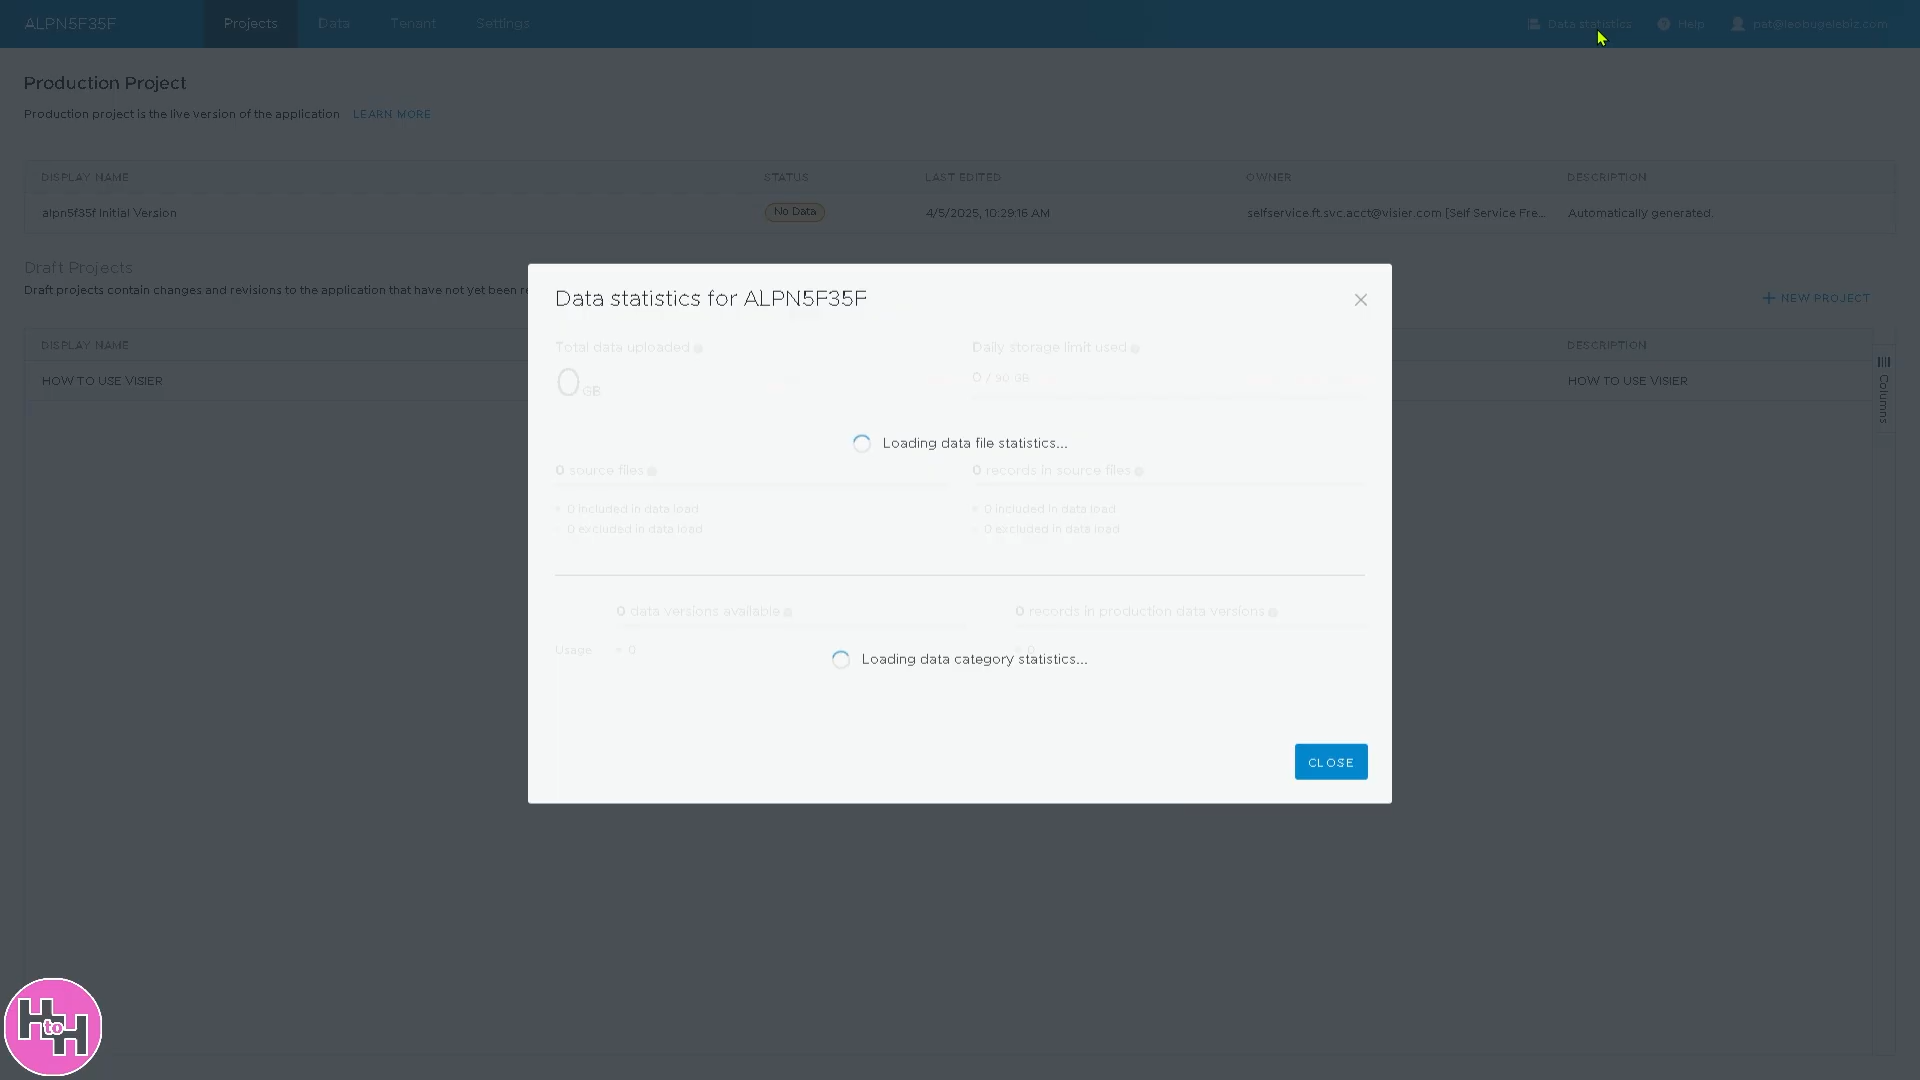 ALPN5F35F
Projects
Data
Tenant
Settings
Data statistics
Help
Production Project
Production project is the live version of the application LEARN MORE
DISPLAY NAME STATUS LAST EDITED OWNER DESCRIPTION
alpn5f35f Initial Version No Data 4/5/2025, 10:29:16 AM selfservice.ft.svc.acct@visier.com [Self Service Fre... Automatically generated.
Draft Projects
Draft projects contain changes and revisions to the application that have not yet been re
NEW PROJECT
DISPLAY NAME DESCRIPTION
HOW TO USE VISIER HOW TO USE VISIER
Columns
Data statistics for ALPN5F35F
Total data uploaded Daily storage limit used
0 GB 0 / 30 GB
Loading data file statistics...
0 source files 0 records in source files
0 included in data load 0 included in data load
0 excluded in data load 0 excluded in data load
0 data versions available 0 records in production data versions
Usage 0 0
Loading data category statistics...
CLOSE
H to H